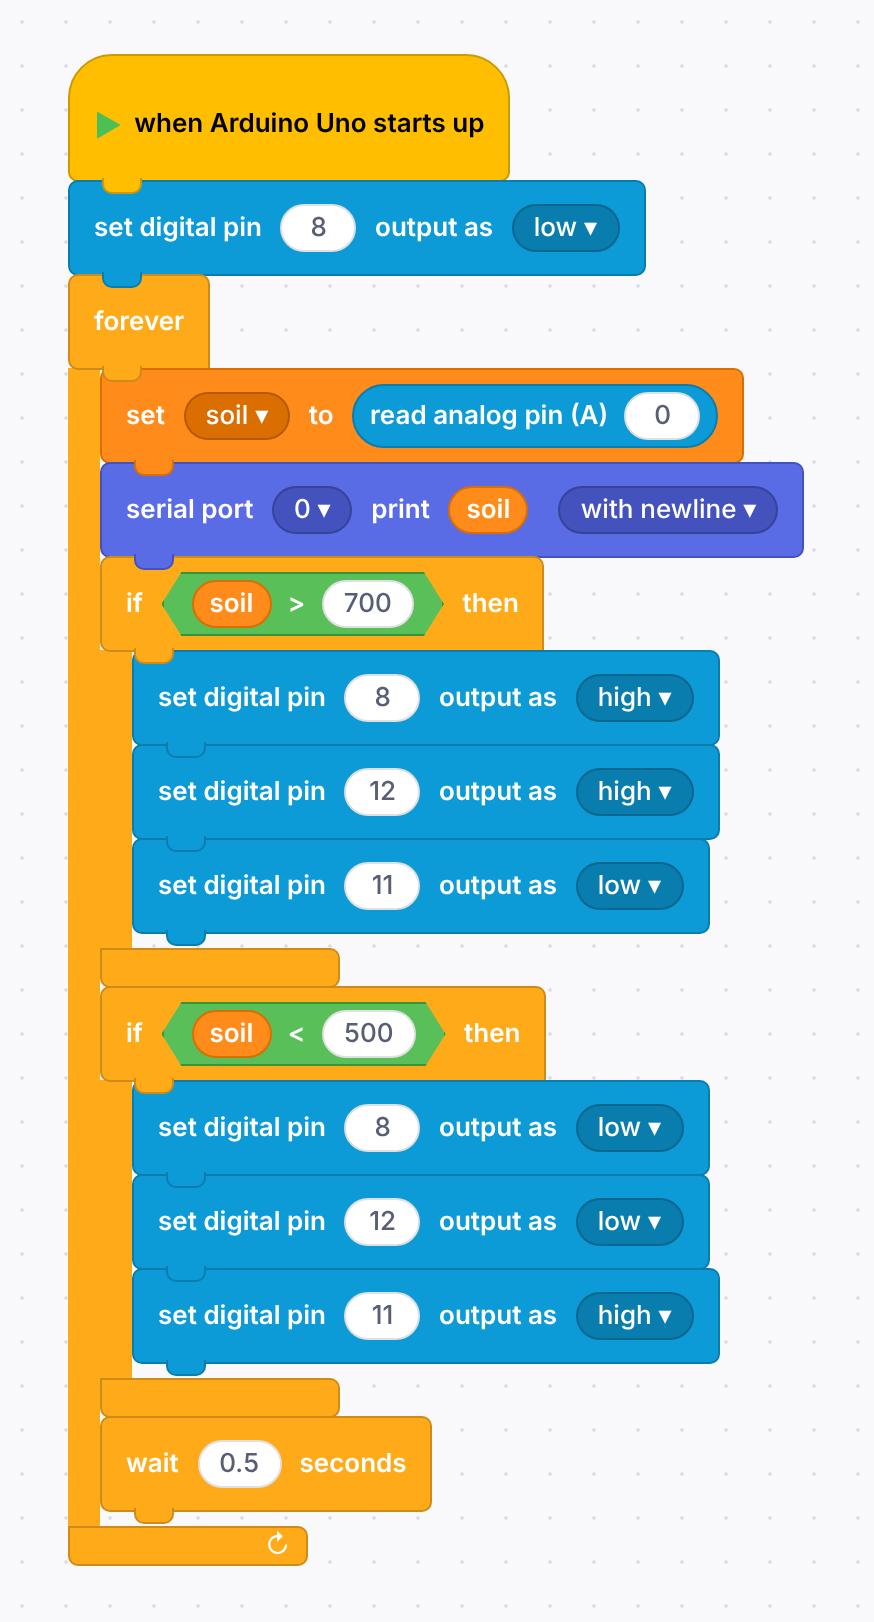 when Arduino Uno starts up
set digital pin 8 output as low ▾
forever
set soil ▾ to read analog pin (A) 0
serial port 0 ▾ print soil with newline ▾
if soil > 700 then
set digital pin 8 output as high ▾
set digital pin 12 output as high ▾
set digital pin 11 output as low ▾
if soil < 500 then
set digital pin 8 output as low ▾
set digital pin 12 output as low ▾
set digital pin 11 output as high ▾
wait 0.5 seconds